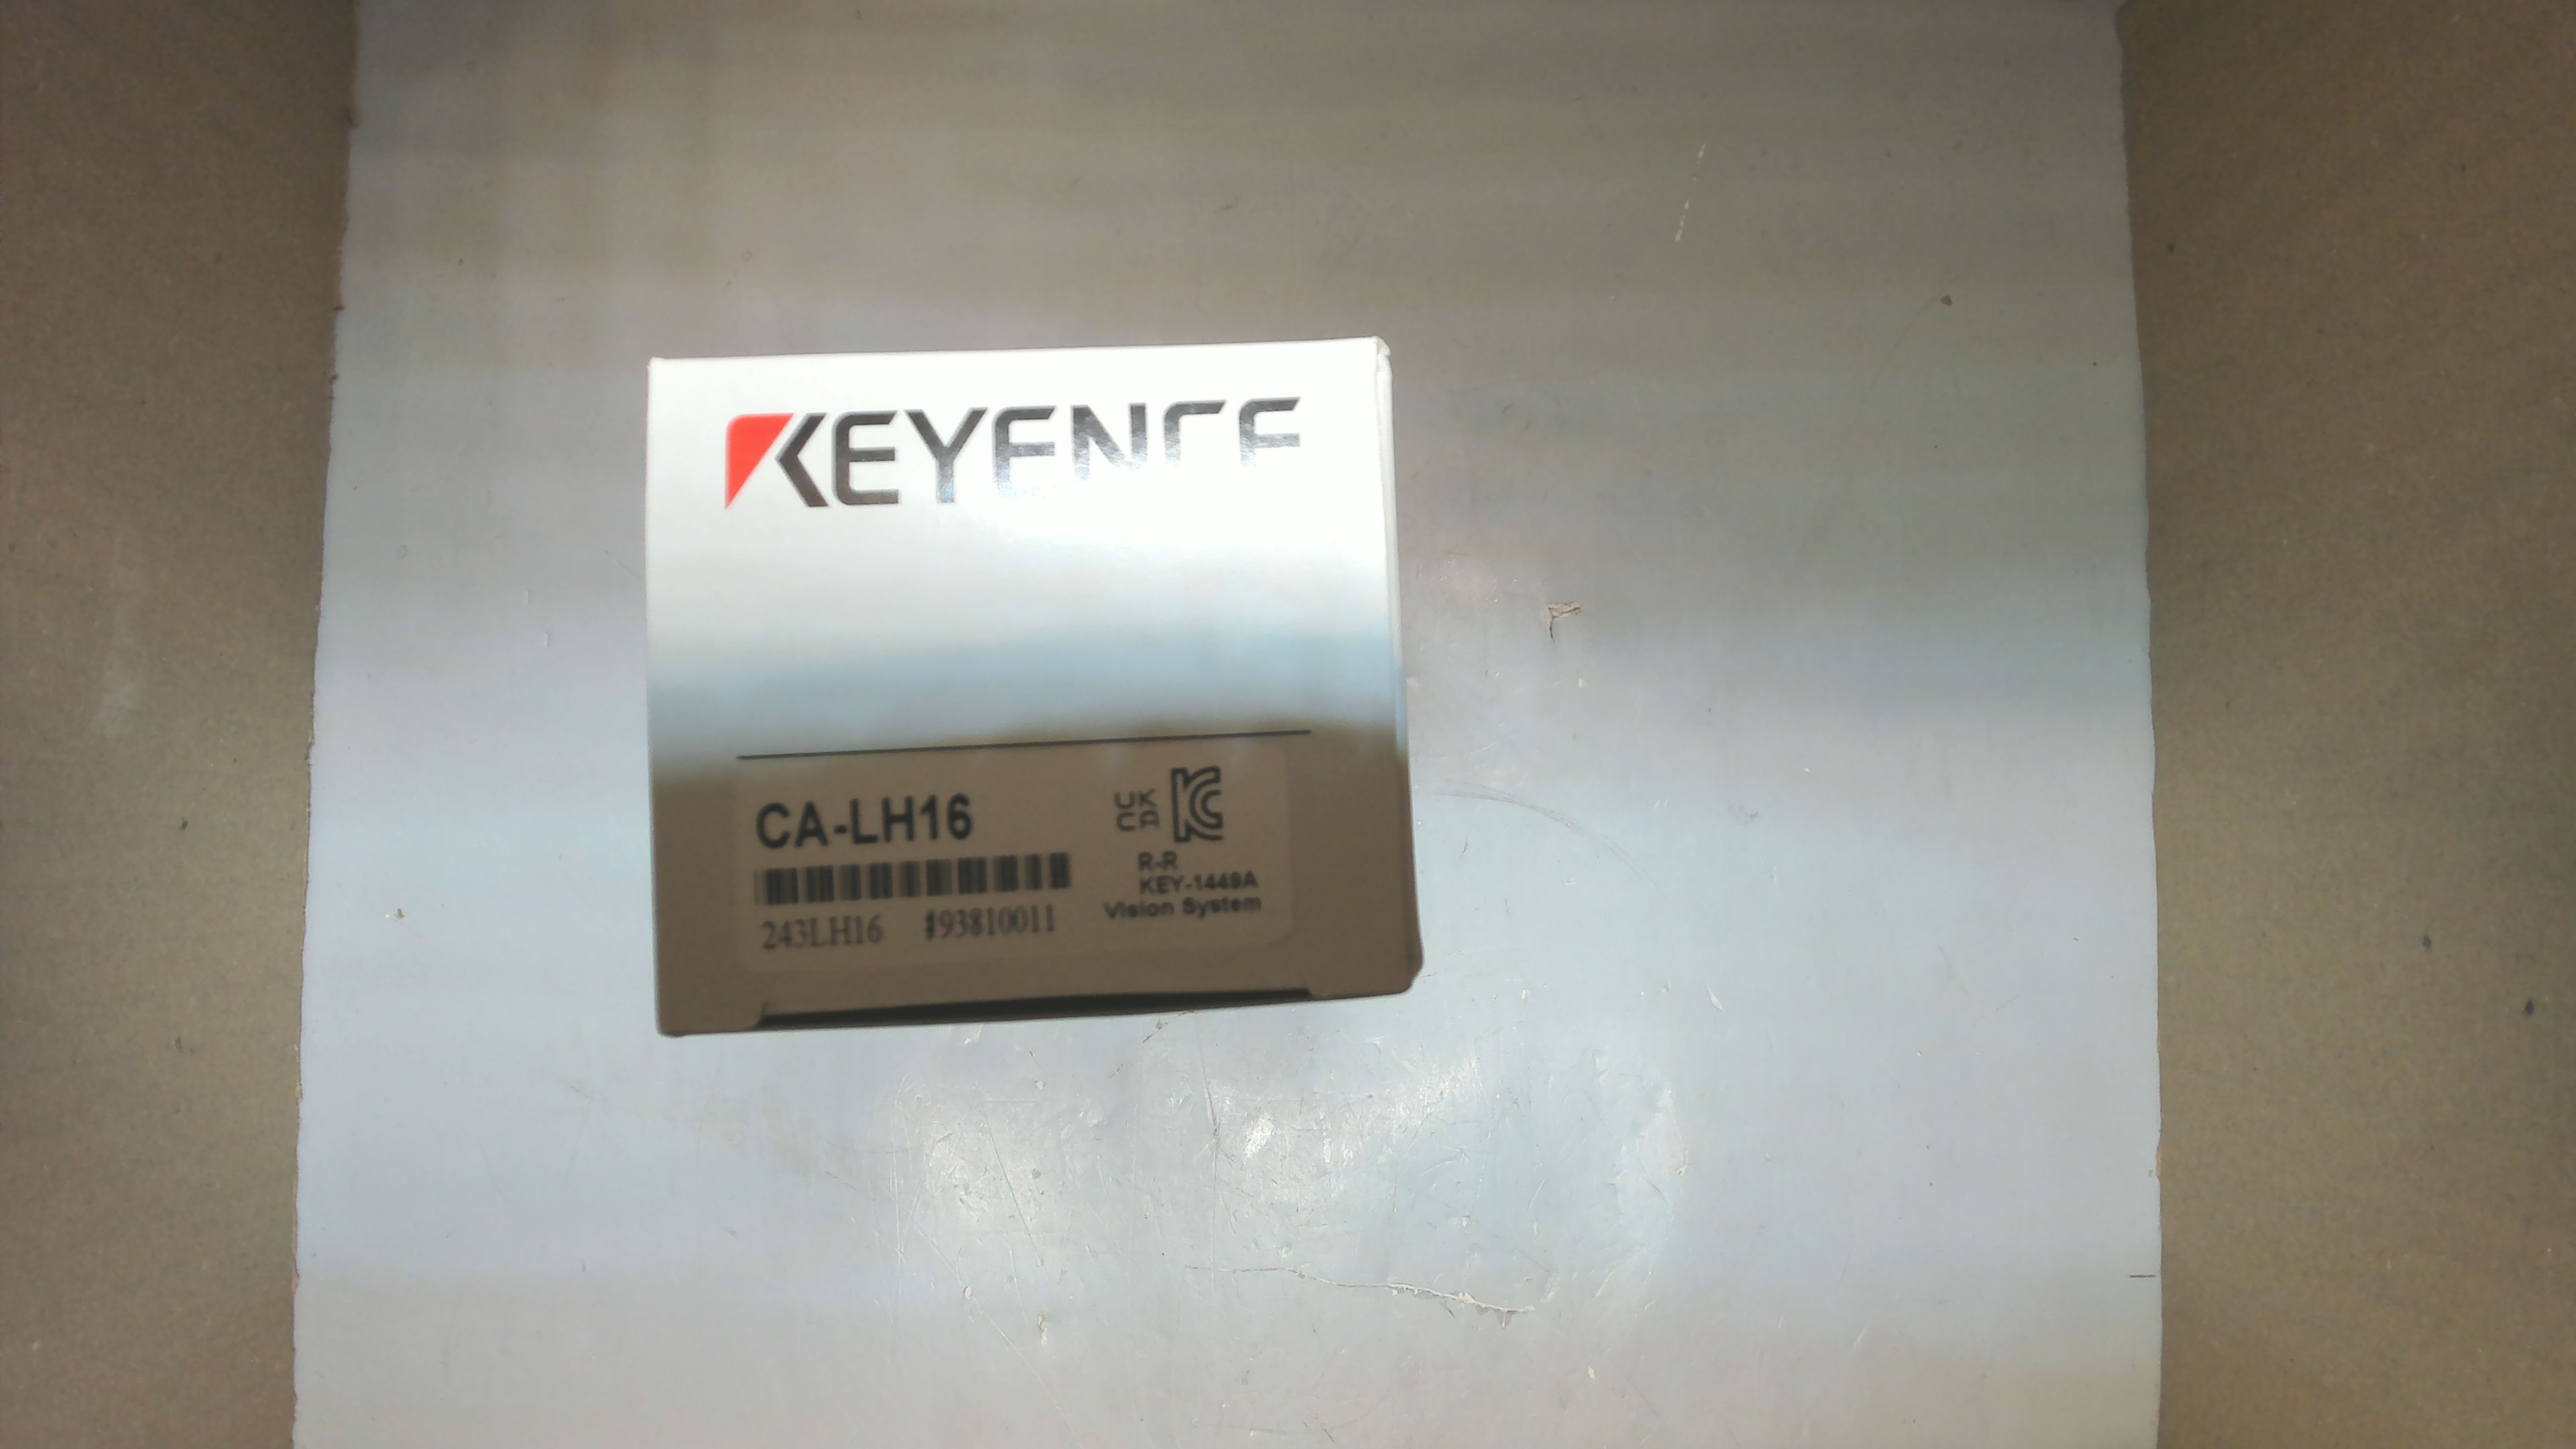 KEYENCE
CA-LH16
UK
CA
R-R
KEY-1449A
Vision System
243LH16 #93810011